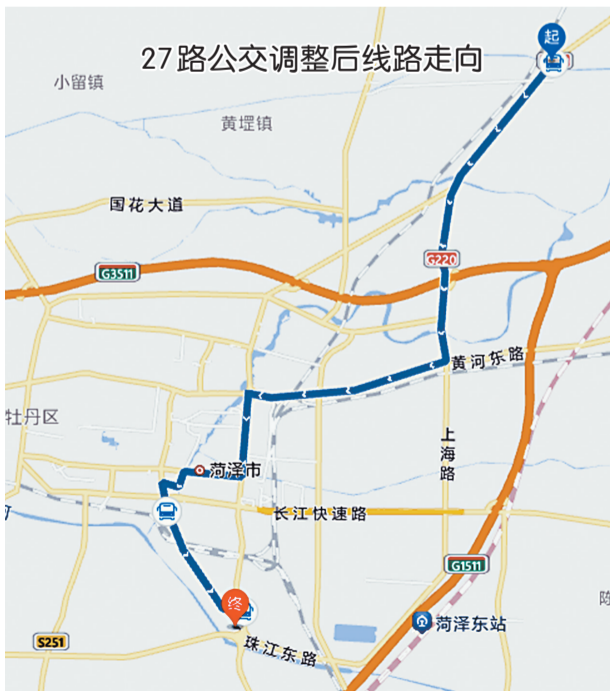 起
27路公交调整后线路走向
小留镇
黄堽镇
国花大道
G220
G3511
黄河东路
牡丹区
上海路
菏泽市
长江快速路
G1511
终
菏泽东站
S251
珠江东路